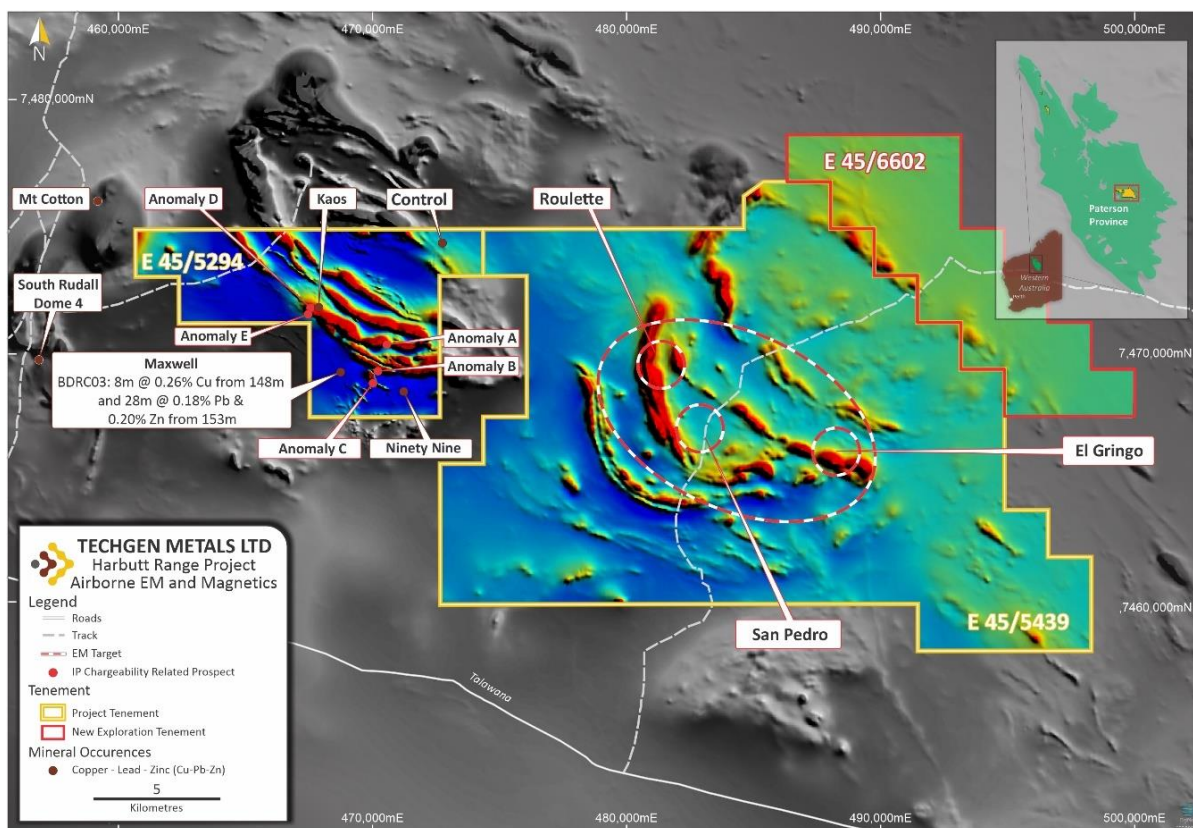 460,000mE
470,000mE
480,000mE
490,000mE
500,000mE
N
7,480,000mN
E 45/6602
Mt Cotton
Anomaly D
Kaos
Control
Roulette
Paterson
Province
E 45/5294
South Rudall
Dome 4
Western
Australia
Anomaly E
Anomaly A
7,470,000mN
Maxwell
BDRC03: 8m @ 0.26% Cu from 148m
and 28m @ 0.18% Pb &
0.20% Zn from 153m
Anomaly B
Anomaly C
Ninety Nine
El Gringo
TECHGEN METALS LTD
Harbutt Range Project
Airborne EM and Magnetics
Legend
Roads
Track
EM Target
IP Chargeability Related Prospect
Tenement
Project Tenement
New Exploration Tenement
Mineral Occurences
Copper - Lead - Zinc (Cu-Pb-Zn)
5
Kilometres
7,460,000mN
San Pedro
E 45/5439
Talawana
470,000mE
480,000mE
490,000mE
500,000mE